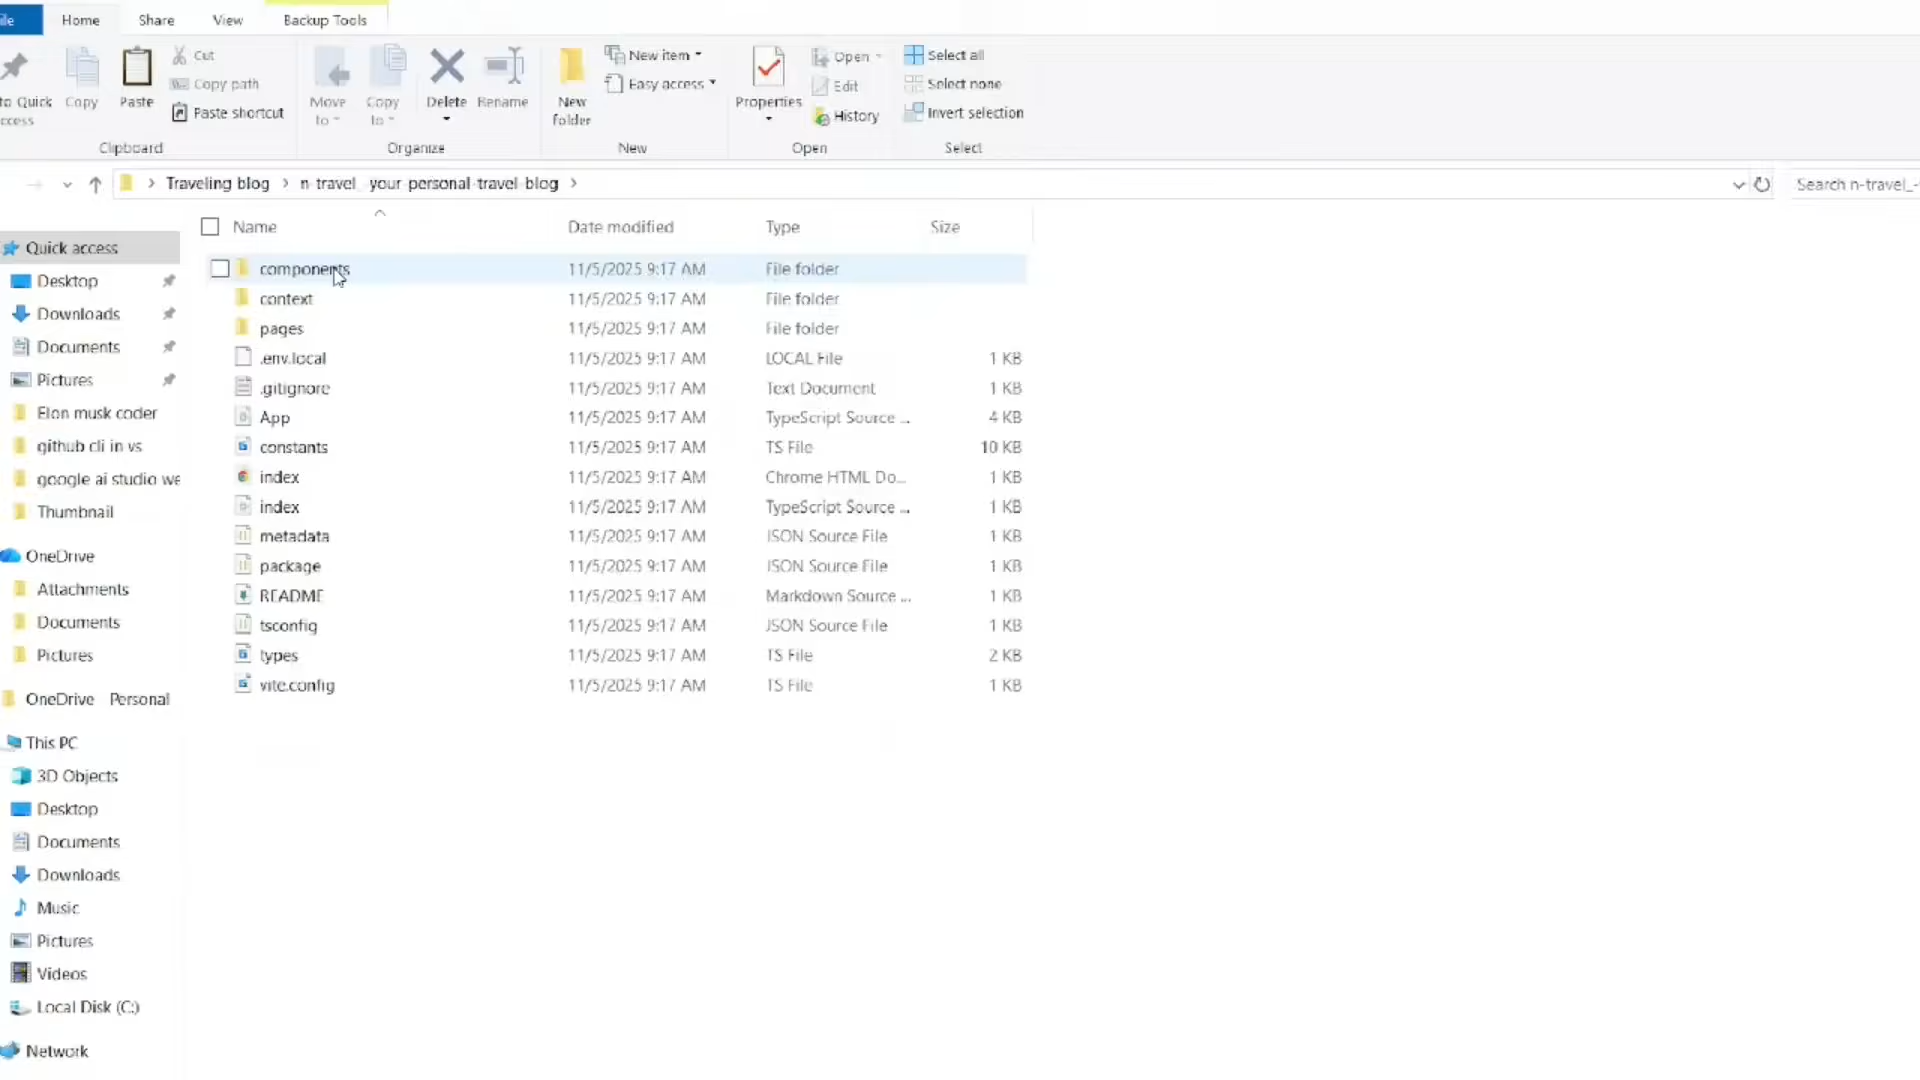 ile Home Share View Backup Tools
to Quick
ccess
Copy
Paste
Cut
Copy path
Paste shortcut
Clipboard
Move
to
Copy
to
Delete
Rename
Organize
New
folder
New item
Easy access
New
Properties
Open
Edit
History
Open
Select all
Select none
Invert selection
Select
Traveling blog n travel_ your personal travel blog
Search n-travel_-
Name Date modified Type Size
components 11/5/2025 9:17 AM File folder
context 11/5/2025 9:17 AM File folder
pages 11/5/2025 9:17 AM File folder
.env.local 11/5/2025 9:17 AM LOCAL File 1 KB
.gitignore 11/5/2025 9:17 AM Text Document 1 KB
App 11/5/2025 9:17 AM TypeScript Source ... 4 KB
constants 11/5/2025 9:17 AM TS File 10 KB
index 11/5/2025 9:17 AM Chrome HTML Do... 1 KB
index 11/5/2025 9:17 AM TypeScript Source ... 1 KB
metadata 11/5/2025 9:17 AM JSON Source File 1 KB
package 11/5/2025 9:17 AM JSON Source File 1 KB
README 11/5/2025 9:17 AM Markdown Source ... 1 KB
tsconfig 11/5/2025 9:17 AM JSON Source File 1 KB
types 11/5/2025 9:17 AM TS File 2 KB
vite.config 11/5/2025 9:17 AM TS File 1 KB
Quick access
Desktop
Downloads
Documents
Pictures
Elon musk coder
github cli in vs
google ai studio we
Thumbnail
OneDrive
Attachments
Documents
Pictures
OneDrive Personal
This PC
3D Objects
Desktop
Documents
Downloads
Music
Pictures
Videos
Local Disk (C:)
Network